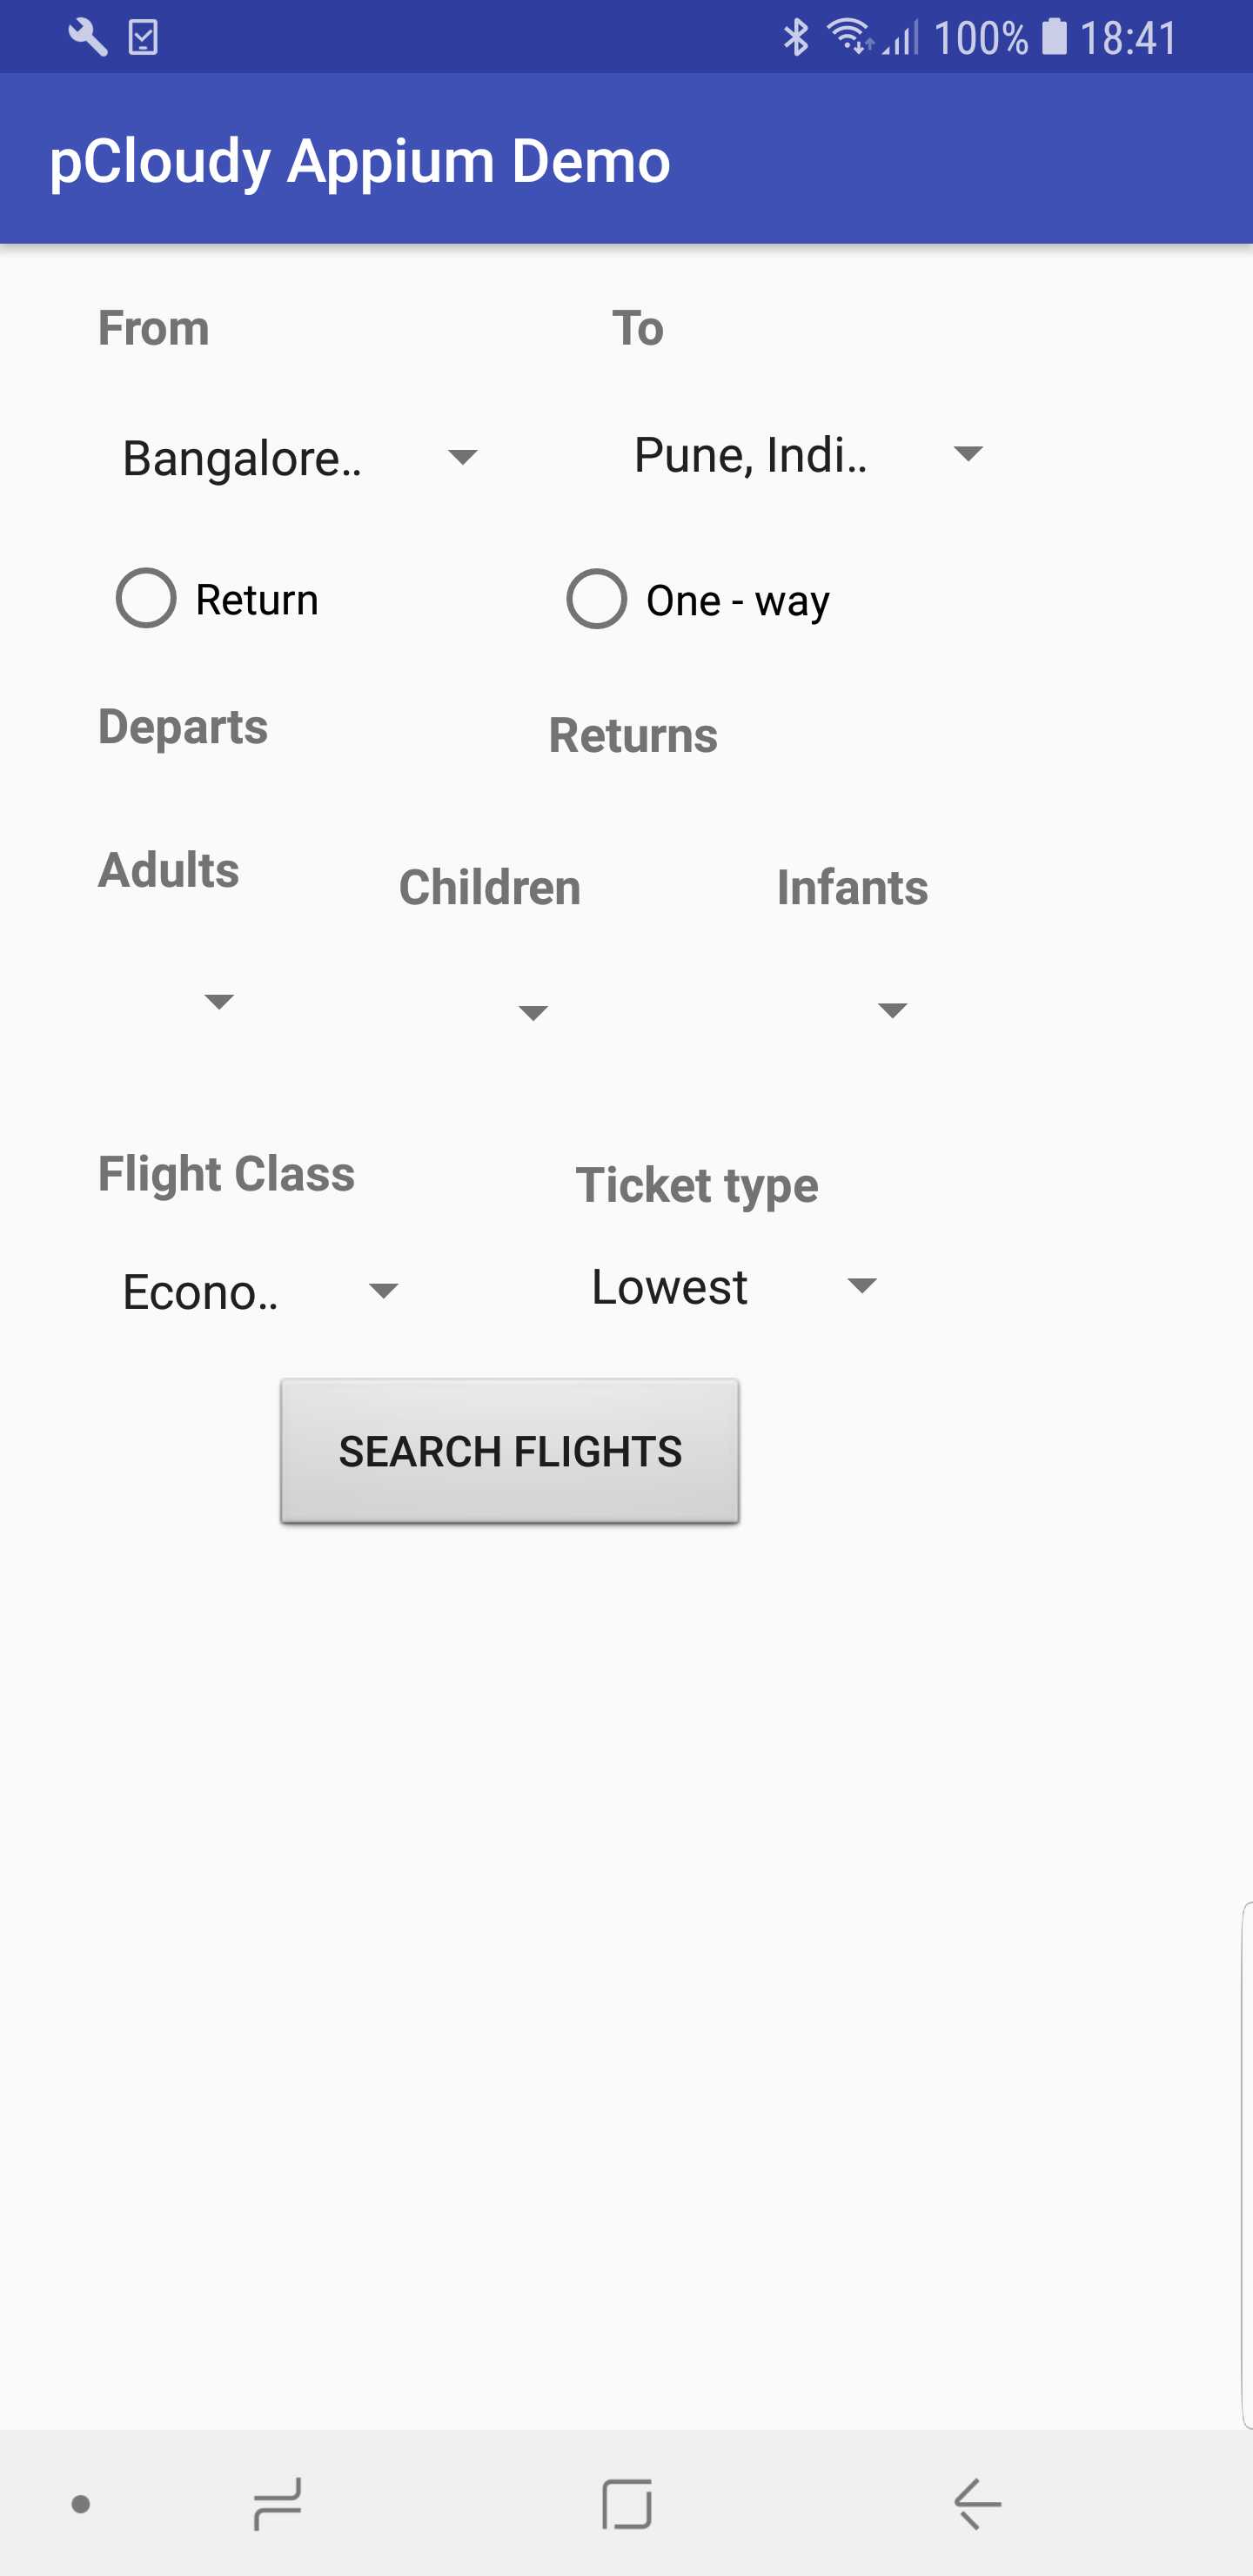 100% 18:41
pCloudy Appium Demo
From To
Bangalore.. Pune, Indi..
Return One - way
Departs Returns
Adults Children Infants
Flight Class Ticket type
Econo.. Lowest
SEARCH FLIGHTS